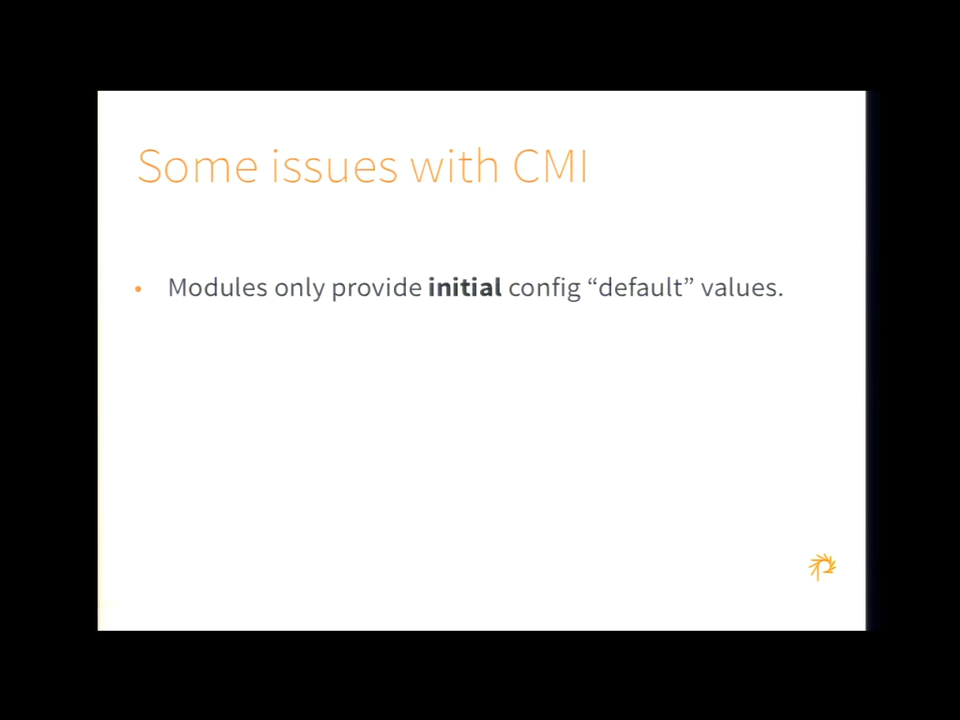 Some issues with CMI
• Modules only provide initial config “default” values.